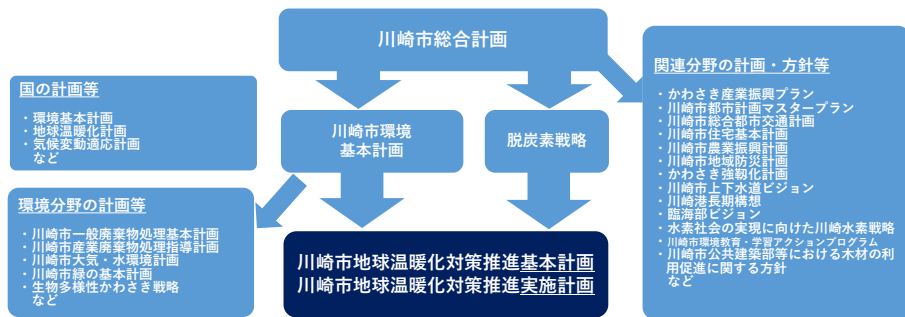 川崎市総合計画
国の計画等
・環境基本計画
・地球温暖化計画
・気候変動適応計画
など
川崎市環境
基本計画
脱炭素戦略
関連分野の計画・方針等
・かわさき産業振興プラン
・川崎市都市計画マスタープラン
・川崎市総合都市交通計画
・川崎市住宅基本計画
・川崎市農業振興計画
・川崎市地域防災計画
・かわさき強靱化計画
・川崎市上下水道ビジョン
・川崎港長期構想
・臨海部ビジョン
・水素社会の実現に向けた川崎水素戦略
・川崎市環境教育・学習アクションプログラム
・川崎市公共建築部等における木材の利
用促進に関する方針
など
環境分野の計画等
・川崎市一般廃棄物処理基本計画
・川崎市産業廃棄物処理指導計画
・川崎市大気・水環境計画
・川崎市緑の基本計画
・生物多様性かわさき戦略
など
川崎市地球温暖化対策推進基本計画
川崎市地球温暖化対策推進実施計画